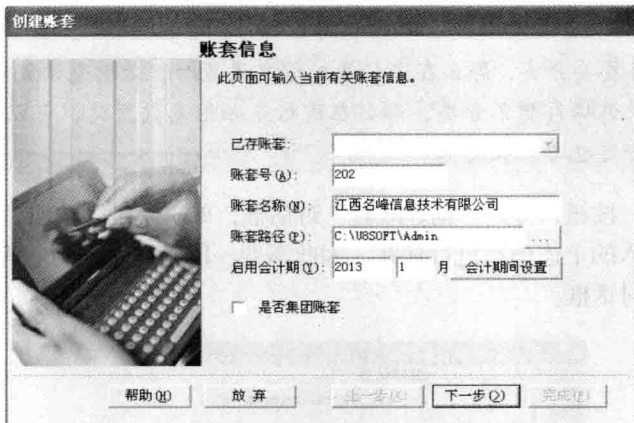 创建账套
账套信息
此页面可输入当前有关账套信息。
已存账套:
账套号(A): 202
账套名称(N): 江西名峰信息技术有限公司
账套路径(P): C:\U8SOFT\Admin ...
启用会计期(Y): 2013 1 月 会计期间设置
是否集团账套
帮助(H) 放弃 上一步(O) 下一步(>) 完成(F)